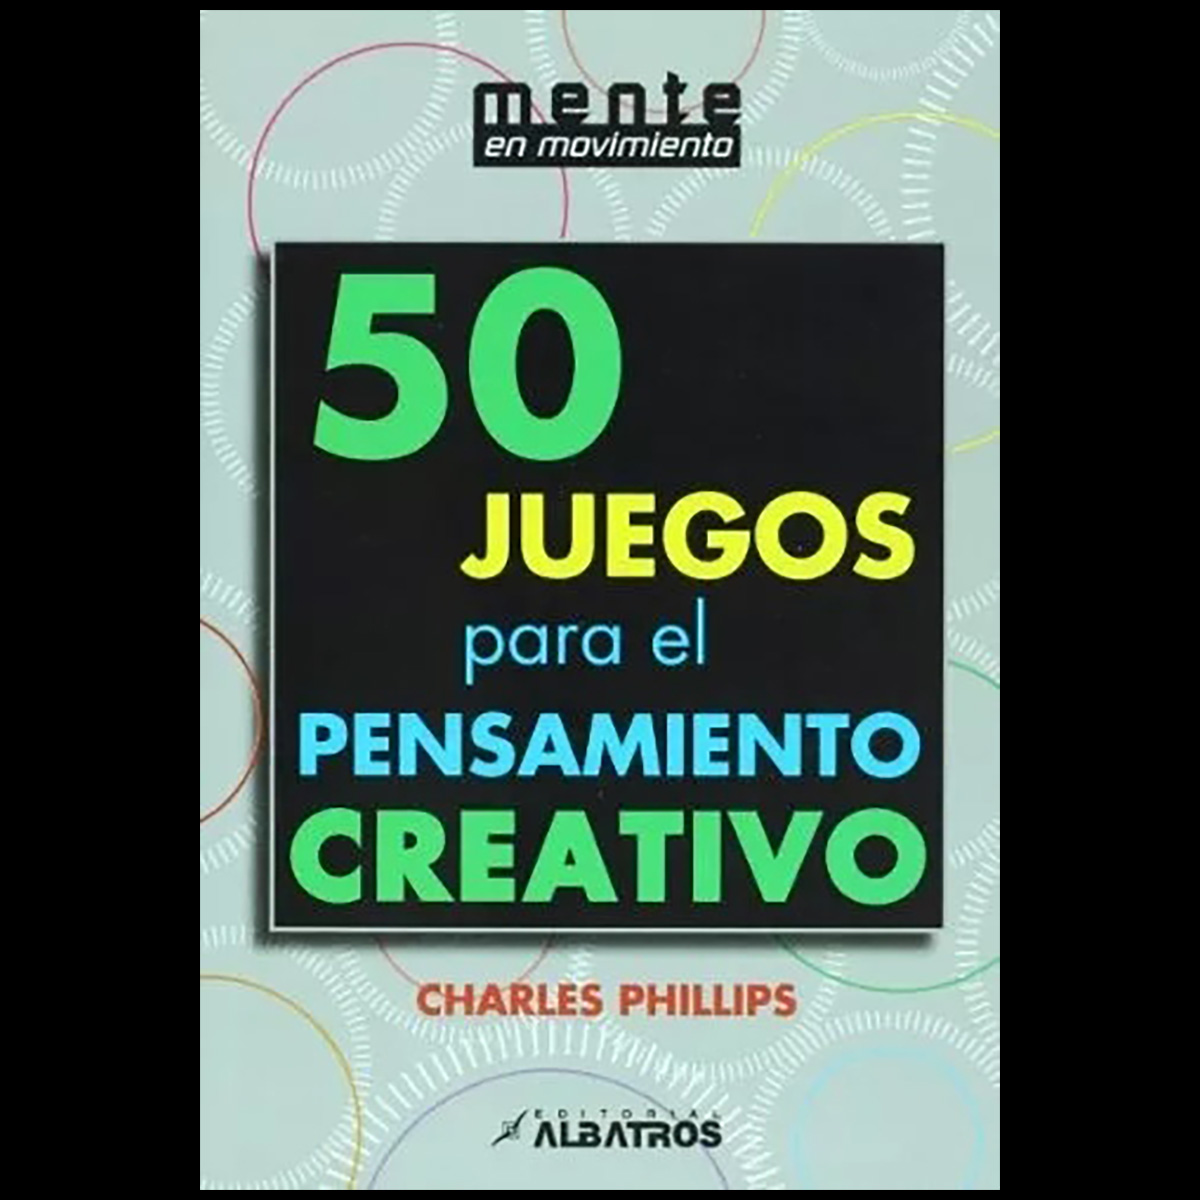 mente
en movimiento
50
JUEGOS
para el
PENSAMIENTO
CREATIVO
CHARLES PHILLIPS
EDITORIAL
ALBATROS